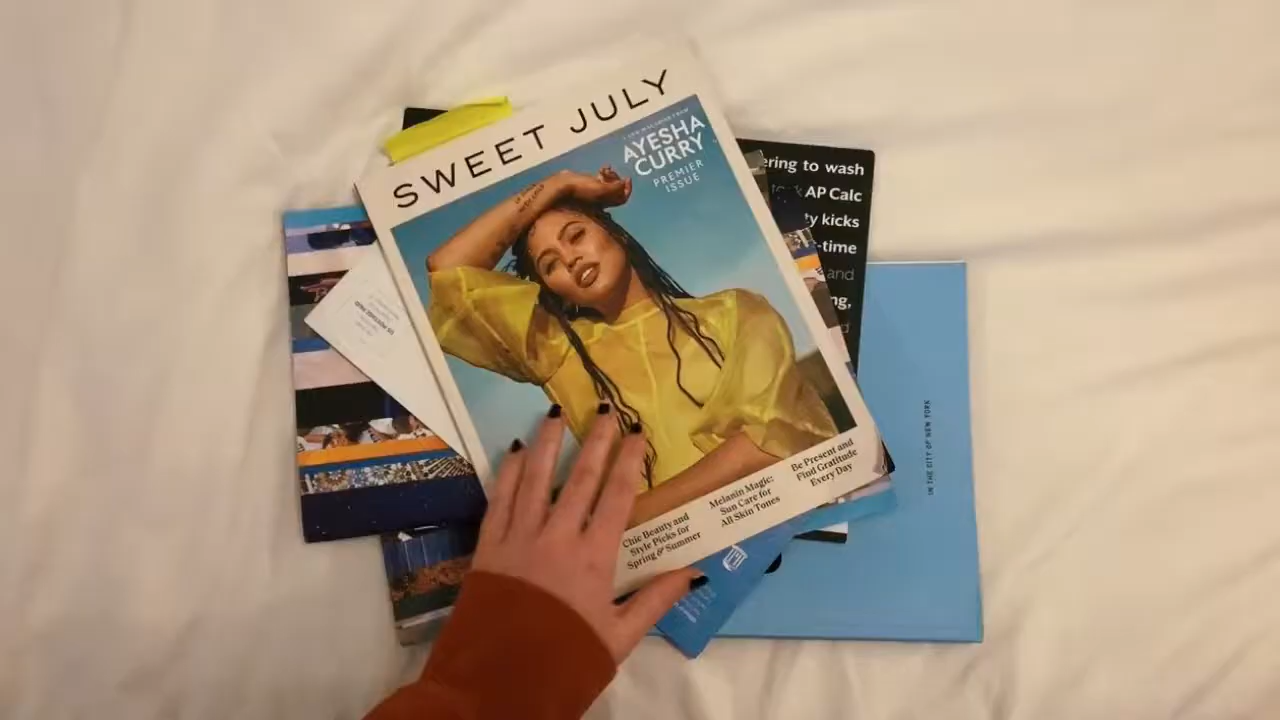 SWEET JULY
AYESHA
CURRY
PREMIER
ISSUE
Chic Beauty and
Style Picks for
Spring & Summer
Melanin Magic:
Sun Care for
All Skin Tones
Be Present and
Find Gratitude
Every Day
ering to wash
AP Calc
ty kicks
-time
and
ng,
IN THE CITY OF NEW YORK